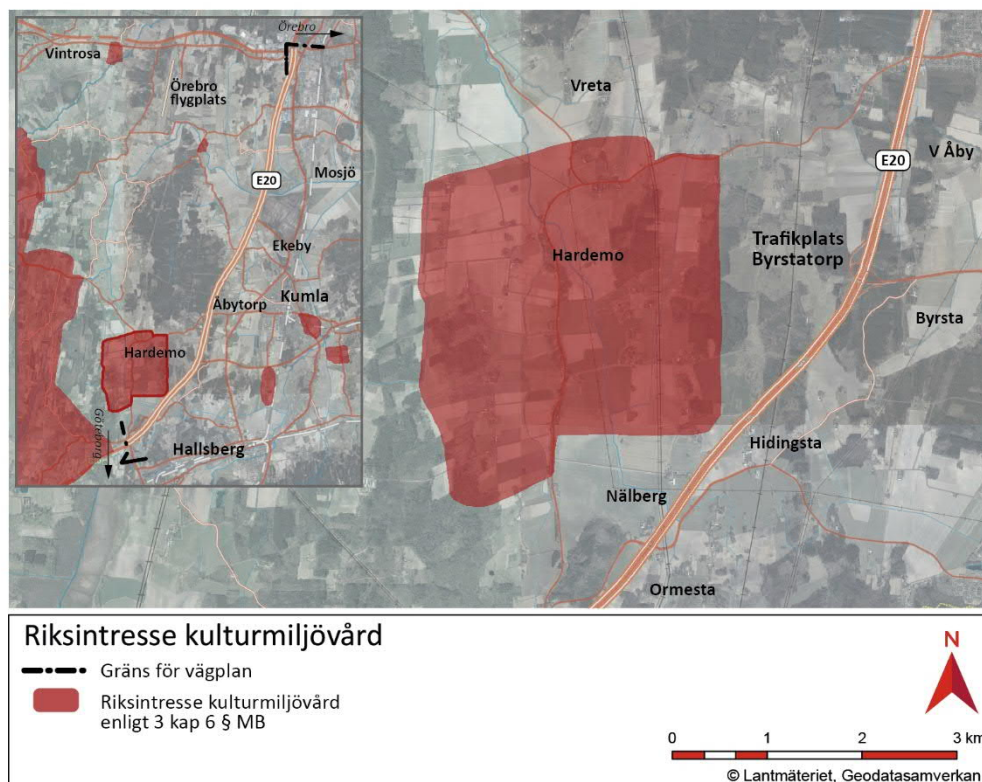 Örebro
Vintrosa
Örebro
flygplats
E20
Mosjö
Ekeby
Kumla
Åbytorp
Hardemo
Göteborg
Hallsberg
Vreta
E20
V Åby
Hardemo
Trafikplats
Byrstatorp
Byrsta
Hidingsta
Nälberg
Ormesta
Riksintresse kulturmiljövård
Gräns för vägplan
Riksintresse kulturmiljövård
enligt 3 kap 6 § MB
N
0 1 2 3 km
© Lantmäteriet, Geodatasamverkan